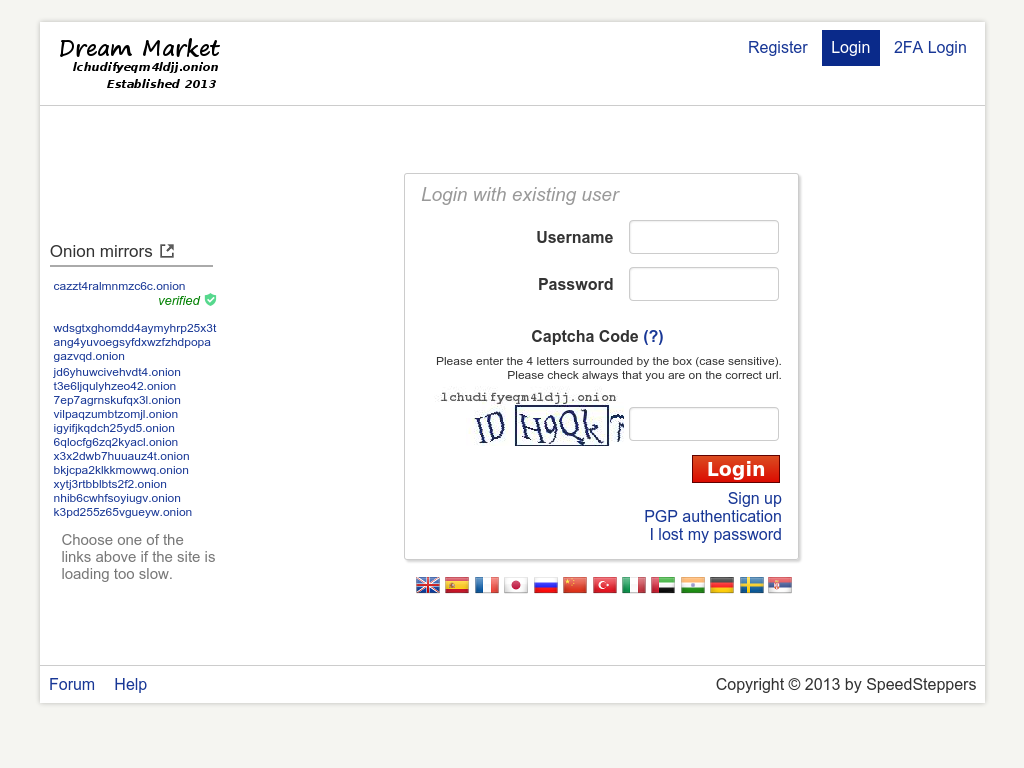 Dream Market
lchudifyeqm4ldjj.onion
Established 2013
Register
Login
2FA Login
Login with existing user
Username
Password
Captcha Code (?)
Please enter the 4 letters surrounded by the box (case sensitive).
Please check always that you are on the correct url.
lchudifyeqm4ldjj.onion
Login
Sign up
PGP authentication
I lost my password
Onion mirrors
cazzt4ralmnmzc6c.onion
verified
wdsgtxghomdd4aymyhrp25x3t
ang4yuvoegsyfdxwzfzhdpopa
gazvqd.onion
jd6yhuwcivehvdt4.onion
t3e6ljqulyhzeo42.onion
7ep7agrnskufqx3l.onion
vilpaqzumbtzomjl.onion
igyifjkqdch25yd5.onion
6qlocfg6zq2kyacl.onion
x3x2dwb7huuauz4t.onion
bkjcpa2klkkmowwq.onion
xytj3rtbblbts2f2.onion
nhib6cwhfsoyiugv.onion
k3pd255z65vgueyw.onion
Choose one of the
links above if the site is
loading too slow.
Forum
Help
Copyright © 2013 by SpeedSteppers